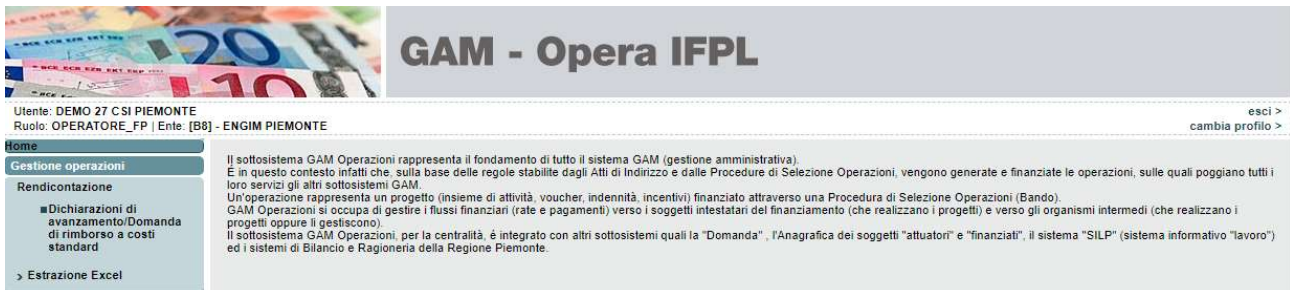 GAM - Opera IFPL
Utente: DEMO 27 CSI PIEMONTE
esci >
Ruolo: OPERATORE_FP | Ente: [B8] - ENGIM PIEMONTE
cambia profilo >
Home
Gestione operazioni
Rendicontazione
Dichiarazioni di
avanzamento/Domanda
di rimborso a costi
standard
> Estrazione Excel
Il sottosistema GAM Operazioni rappresenta il fondamento di tutto il sistema GAM (gestione amministrativa).
É in questo contesto infatti che, sulla base delle regole stabilite dagli Atti di Indirizzo e dalle Procedure di Selezione Operazioni, vengono generate e finanziate le operazioni, sulle quali poggiano tutti i
loro servizi gli altri sottosistemi GAM.
Un'operazione rappresenta un progetto (insieme di attività, voucher, indennità, incentivi) finanziato attraverso una Procedura di Selezione Operazioni (Bando).
GAM Operazioni si occupa di gestire i flussi finanziari (rate e pagamenti) verso i soggetti intestatari del finanziamento (che realizzano i progetti) e verso gli organismi intermedi (che realizzano i
progetti oppure li gestiscono).
Il sottosistema GAM Operazioni, per la centralità, é integrato con altri sottosistemi quali la "Domanda" , l'Anagrafica dei soggetti "attuatori" e "finanziati", il sistema "SILP" (sistema informativo "lavoro")
ed i sistemi di Bilancio e Ragioneria della Regione Piemonte.